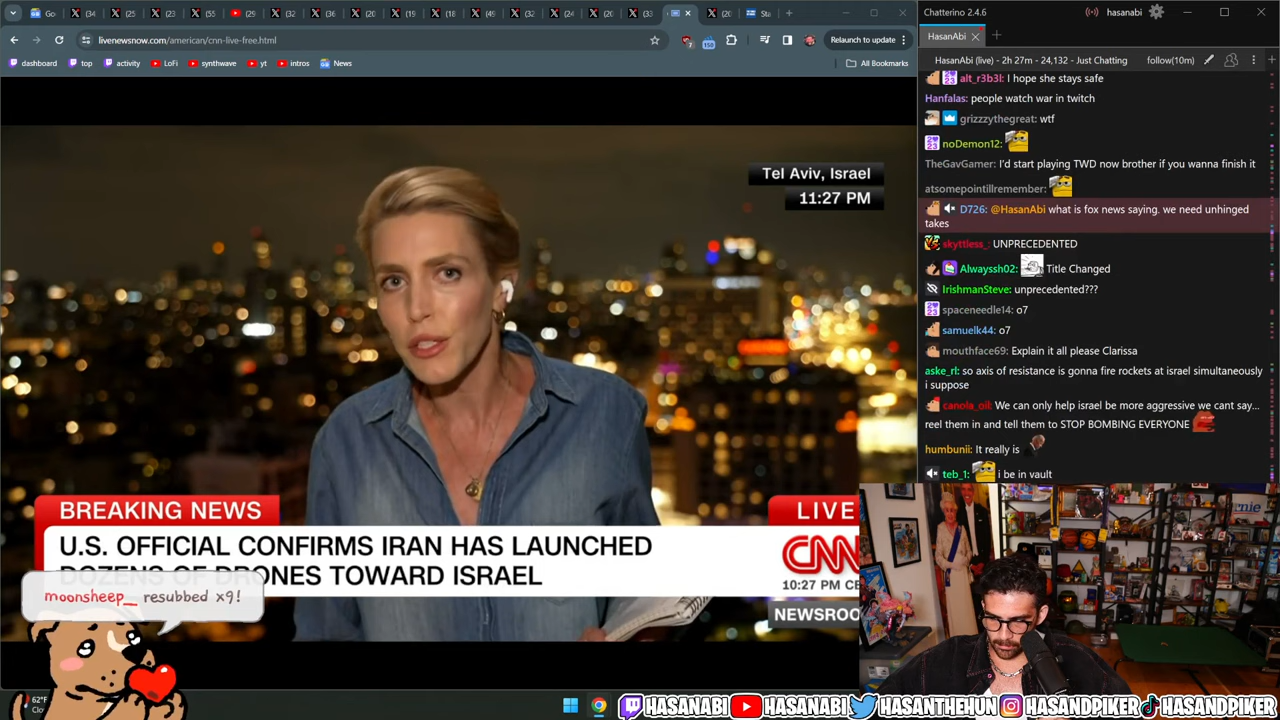 livenewsnow.com/american/cnn-live-free.html
Relaunch to update
dashboard
top
activity
LoFi
synthwave
yt
intros
News
All Bookmarks
Tel Aviv, Israel
11:27 PM
BREAKING NEWS
LIVE
U.S. OFFICIAL CONFIRMS IRAN HAS LAUNCHED
DOZENS OF DRONES TOWARD ISRAEL
CNN
10:27 PM CE
NEWSROO
moonsheep_ resubbed x9!
62°F
Chatterino 2.4.6
hasanabi
HasanAbi
HasanAbi (live) - 2h 27m - 24,132 - Just Chatting
follow(10m)
alt_r3b3l: I hope she stays safe
Hanfalas: people watch war in twitch
grizzzythegreat: wtf
noDemon12:
TheGavGamer: I'd start playing TWD now brother if you wanna finish it
atsomepointillremember:
D726: @HasanAbi what is fox news saying. we need unhinged
takes
skyttless_: UNPRECEDENTED
Alwayssh02: Title Changed
IrishmanSteve: unprecedented???
spaceneedle14: o7
samuelk44: o7
mouthface69: Explain it all please Clarissa
aske_rl: so axis of resistance is gonna fire rockets at israel simultaneously
i suppose
canola_oil: We can only help israel be more aggressive we cant say...
reel them in and tell them to STOP BOMBING EVERYONE
humbunii: It really is
teb_1: i be in vault
HASANABI
HASANABI
HASANTHEHUN
HASANDPIKER
HASANDPIKER